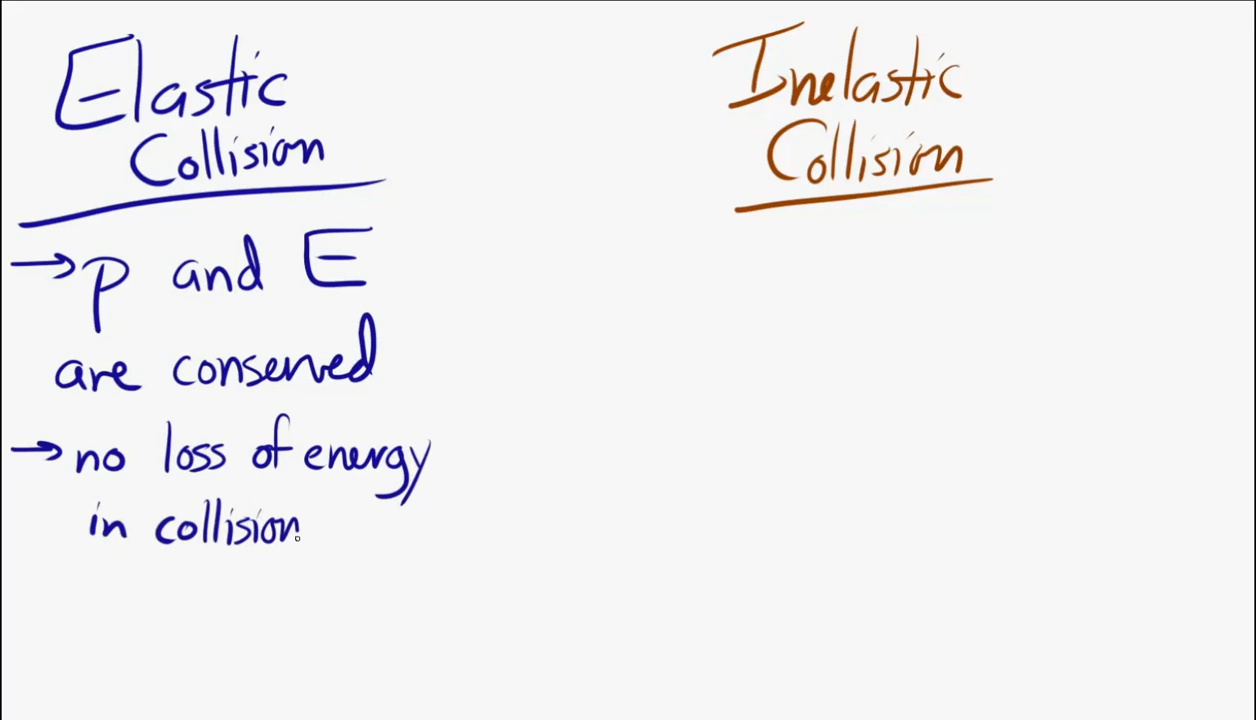 Elastic
Collision
→ p and E
are conserved
→ no loss of energy
in collision
Inelastic
Collision